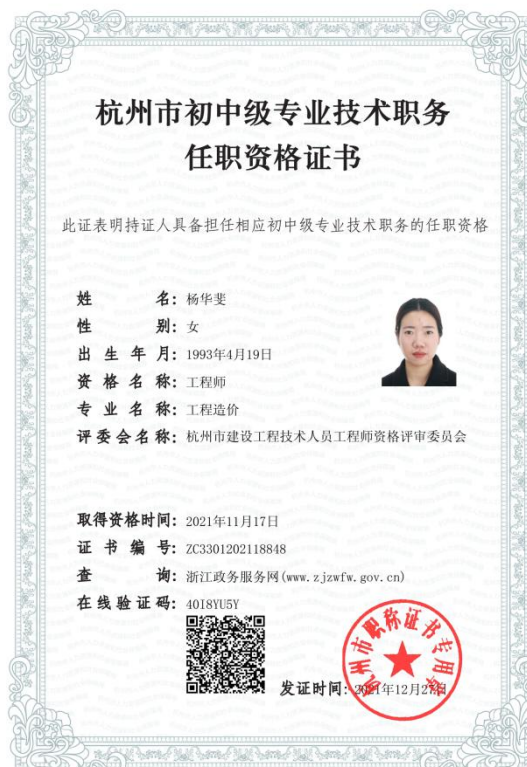 杭州市初中级专业技术职务
任职资格证书
此证表明持证人具备担任相应初中级专业技术职务的任职资格
姓名：杨华斐
性别：女
出生年月：1993年4月19日
资格名称：工程师
专业名称：工程造价
评委会名称：杭州市建设工程技术人员工程师资格评审委员会
取得资格时间：2021年11月17日
证书编号：ZC3301202118848
查询：浙江政务服务网(www.zjzwfw.gov.cn)
在线验证码：40I8YU5Y
杭州市职称证书专用章
发证时间：2021年12月27日